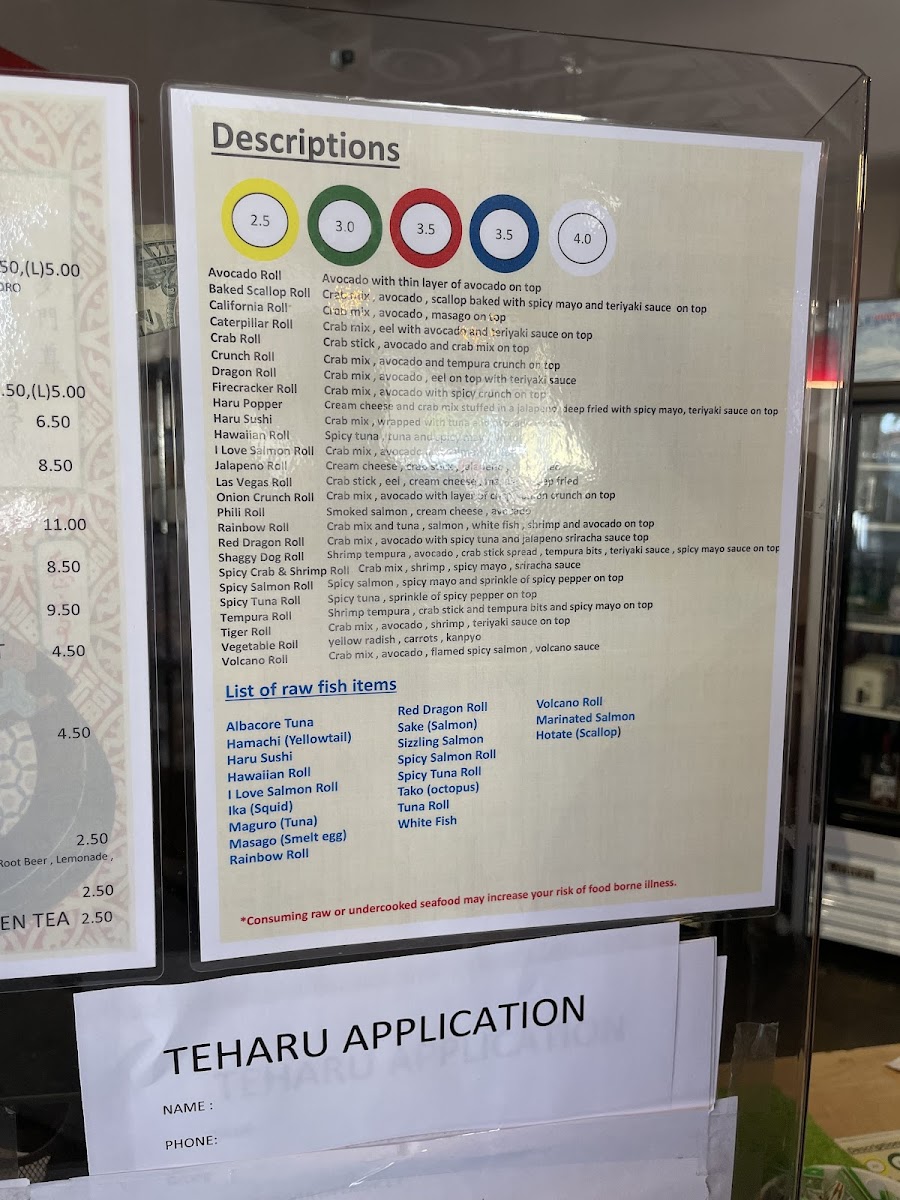 50,(L)5.00
ORO
.50,(L)5.00
6.50
8.50
11.00
8.50
9.50
4.50
4.50
2.50
Root Beer , Lemonade ,
2.50
EN TEA 2.50
Descriptions
2.5 3.0 3.5 3.5 4.0
Avocado Roll Avocado with thin layer of avocado on top
Baked Scallop Roll Crab mix , avocado , scallop baked with spicy mayo and teriyaki sauce on top
California Roll Crab mix , avocado , masago on top
Caterpillar Roll Crab mix , eel with avocado and teriyaki sauce on top
Crab Roll Crab stick , avocado and crab mix on top
Crunch Roll Crab mix , avocado and tempura crunch on top
Dragon Roll Crab mix , avocado , eel on top with teriyaki sauce
Firecracker Roll Crab mix , avocado with spicy crunch on top
Haru Popper Cream cheese and crab mix stuffed in a jalapeno, deep fried with spicy mayo, teriyaki sauce on top
Haru Sushi Crab mix , wrapped with tuna
Hawaiian Roll Spicy tuna , tuna and spicy
I Love Salmon Roll Crab mix , avocado
Jalapeno Roll Cream cheese , crab stick , jalapeno ,
Las Vegas Roll Crab stick , eel , cream cheese , fried
Onion Crunch Roll Crab mix , avocado with layer of crunch on top
Phili Roll Smoked salmon , cream cheese , avocado
Rainbow Roll Crab mix and tuna , salmon , white fish , shrimp and avocado on top
Red Dragon Roll Crab mix , avocado with spicy tuna and jalapeno sriracha sauce top
Shaggy Dog Roll Shrimp tempura , avocado , crab stick spread , tempura bits , teriyaki sauce , spicy mayo sauce on top
Spicy Crab & Shrimp Roll Crab mix , shrimp , spicy mayo , sriracha sauce
Spicy Salmon Roll Spicy salmon , spicy mayo and sprinkle of spicy pepper on top
Spicy Tuna Roll Spicy tuna , sprinkle of spicy pepper on top
Tempura Roll Shrimp tempura , crab stick and tempura bits and spicy mayo on top
Tiger Roll Crab mix , avocado , shrimp , teriyaki sauce on top
Vegetable Roll yellow radish , carrots , kanpyo
Volcano Roll Crab mix , avocado , flamed spicy salmon , volcano sauce
List of raw fish items
Albacore Tuna
Hamachi (Yellowtail)
Haru Sushi
Hawaiian Roll
I Love Salmon Roll
Ika (Squid)
Maguro (Tuna)
Masago (Smelt egg)
Rainbow Roll
Red Dragon Roll
Sake (Salmon)
Sizzling Salmon
Spicy Salmon Roll
Spicy Tuna Roll
Tako (octopus)
Tuna Roll
White Fish
Volcano Roll
Marinated Salmon
Hotate (Scallop)
*Consuming raw or undercooked seafood may increase your risk of food borne illness.
TEHARU APPLICATION
NAME :
PHONE: